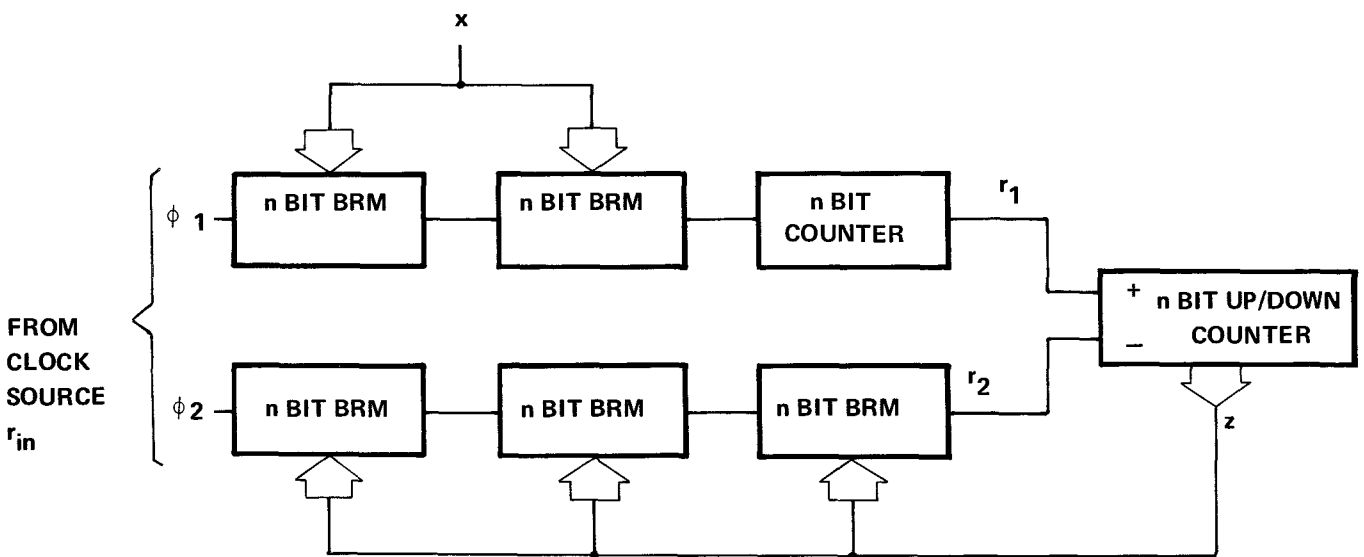 x
n BIT BRM
n BIT BRM
n BIT
COUNTER
r1
ϕ 1
+
n BIT UP/DOWN
COUNTER
−
FROM
CLOCK
SOURCE
rin
ϕ2
n BIT BRM
n BIT BRM
n BIT BRM
r2
z